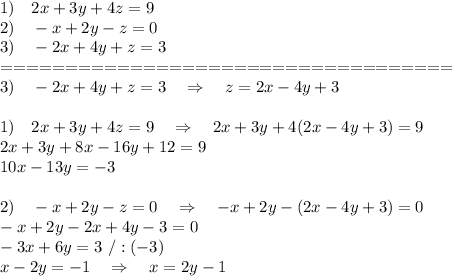 1) 2x + 3y + 4z = 9
2) − x + 2y − z = 0
3) − 2x + 4y + z = 3
===================================
3) − 2x + 4y + z = 3 ⇒ z = 2x − 4y + 3
1) 2x + 3y + 4z = 9 ⇒ 2x + 3y + 4(2x − 4y + 3) = 9
2x + 3y + 8x − 16y + 12 = 9
10x − 13y = −3
2) − x + 2y − z = 0 ⇒ −x + 2y − (2x − 4y + 3) = 0
− x + 2y − 2x + 4y − 3 = 0
− 3x + 6y = 3 / : (−3)
x − 2y = −1 ⇒ x = 2y − 1